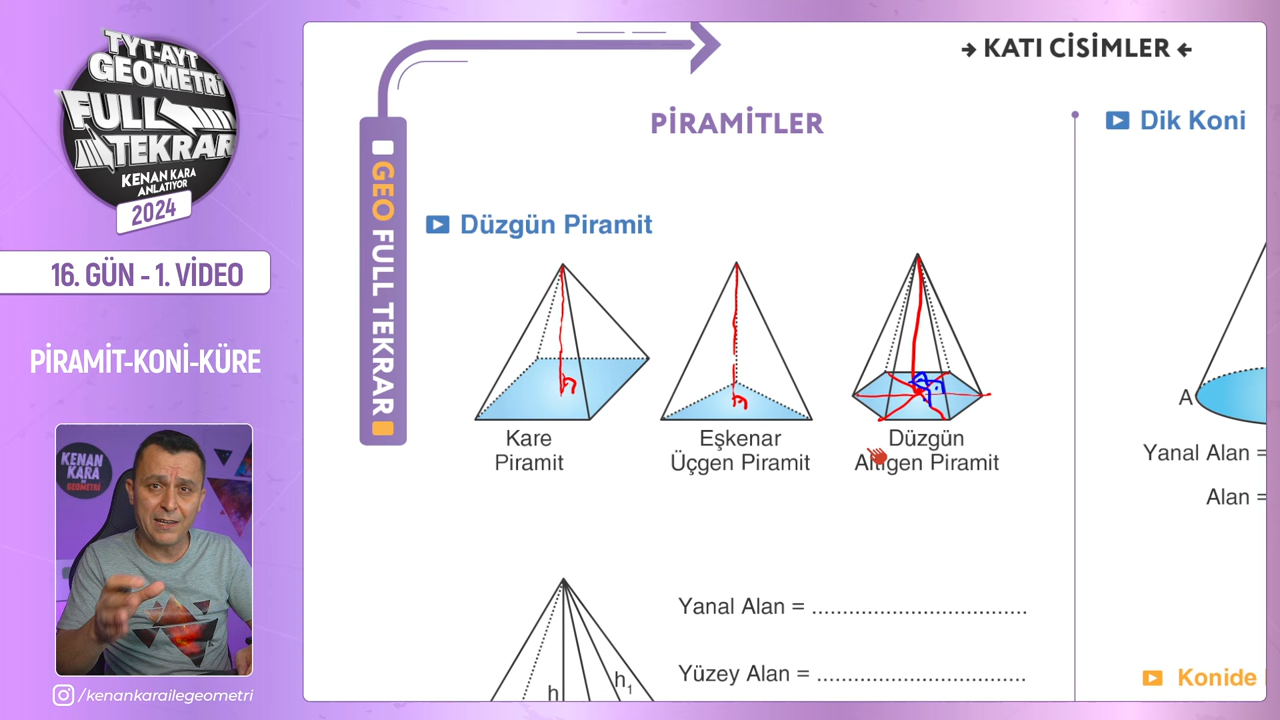 TYT-AYT
GEOMETRİ
FULL
TEKRAR
KENAN KARA
ANLATIYOR
2024
16. GÜN - 1. VİDEO
PİRAMİT-KONİ-KÜRE
KENAN
KARA
GEOMETRİ
/kenankarailegeometri
GEO FULL TEKRAR
KATI CİSİMLER
PİRAMİTLER
Düzgün Piramit
Kare
Piramit
Eşkenar
Üçgen Piramit
Düzgün
Altıgen Piramit
h
h1
Yanal Alan = ...................................
Yüzey Alan = ..................................
Dik Koni
A
Yanal Alan =
Alan =
Konide